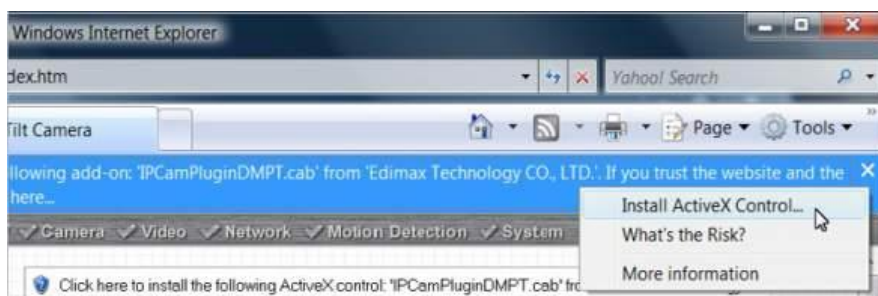 Windows Internet Explorer
dex.htm
Yahoo! Search
Tilt Camera
Page
Tools
llowing add-on: 'IPCamPluginDMPT.cab' from 'Edimax Technology CO., LTD.'. If you trust the website and the
here...
Install ActiveX Control...
What's the Risk?
More information
Camera Video Network Motion Detection System
Click here to install the following ActiveX control: 'IPCamPluginDMPT.cab' fro